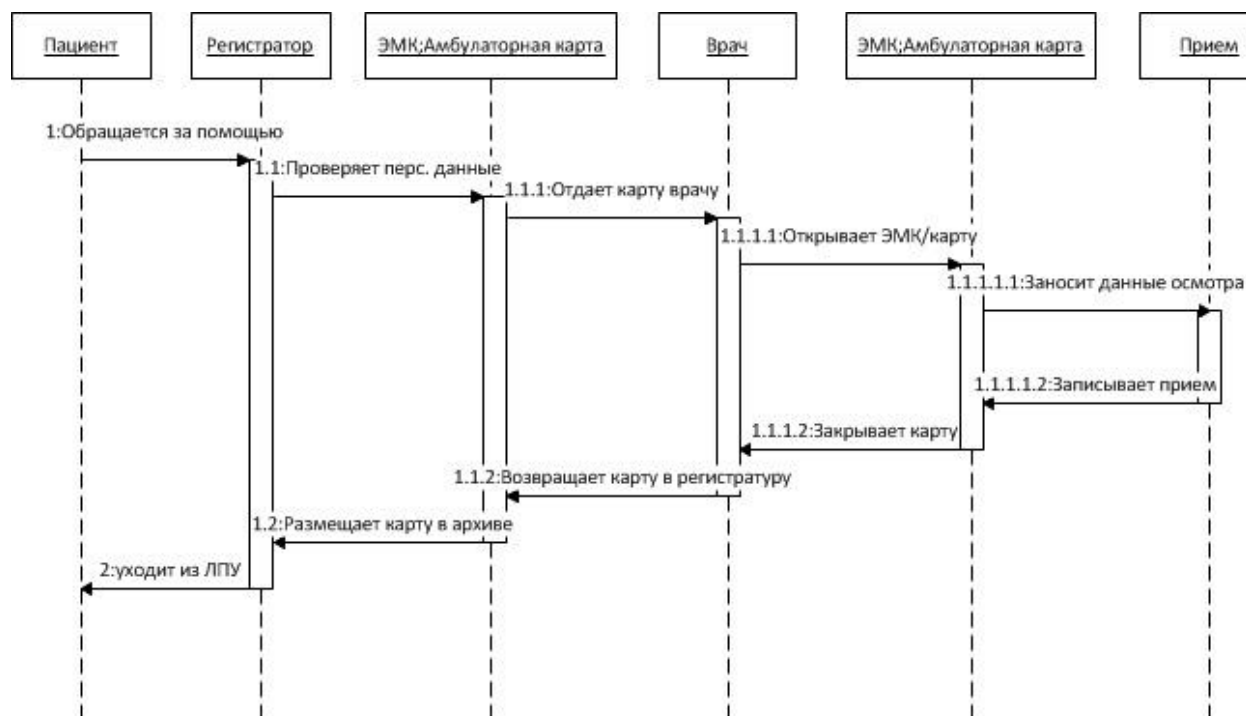 Пациент
Регистратор
ЭМК;Амбулаторная карта
Врач
ЭМК;Амбулаторная карта
Прием
1:Обращается за помощью
1.1:Проверяет перс. данные
1.1.1:Отдает карту врачу
1.1.1.1:Открывает ЭМК/карту
1.1.1.1.1:Заносит данные осмотра
1.1.1.1.2:Записывает прием
1.1.1.2:Закрывает карту
1.1.2:Возвращает карту в регистратуру
1.2:Размещает карту в архиве
2:уходит из ЛПУ